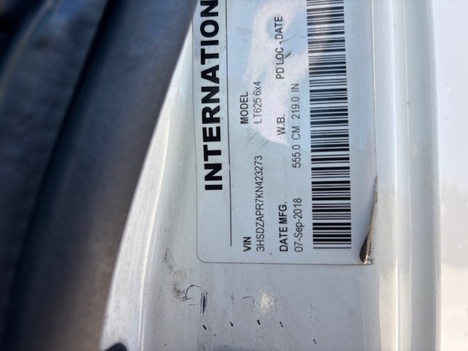 INTERNATION
VIN
3HSDZAPR7KN423273
MODEL
LT625 6x4
DATE MFG.
07-Sep-2018
W.B.
555.0 CM 219.0 IN
PD LOC - DATE